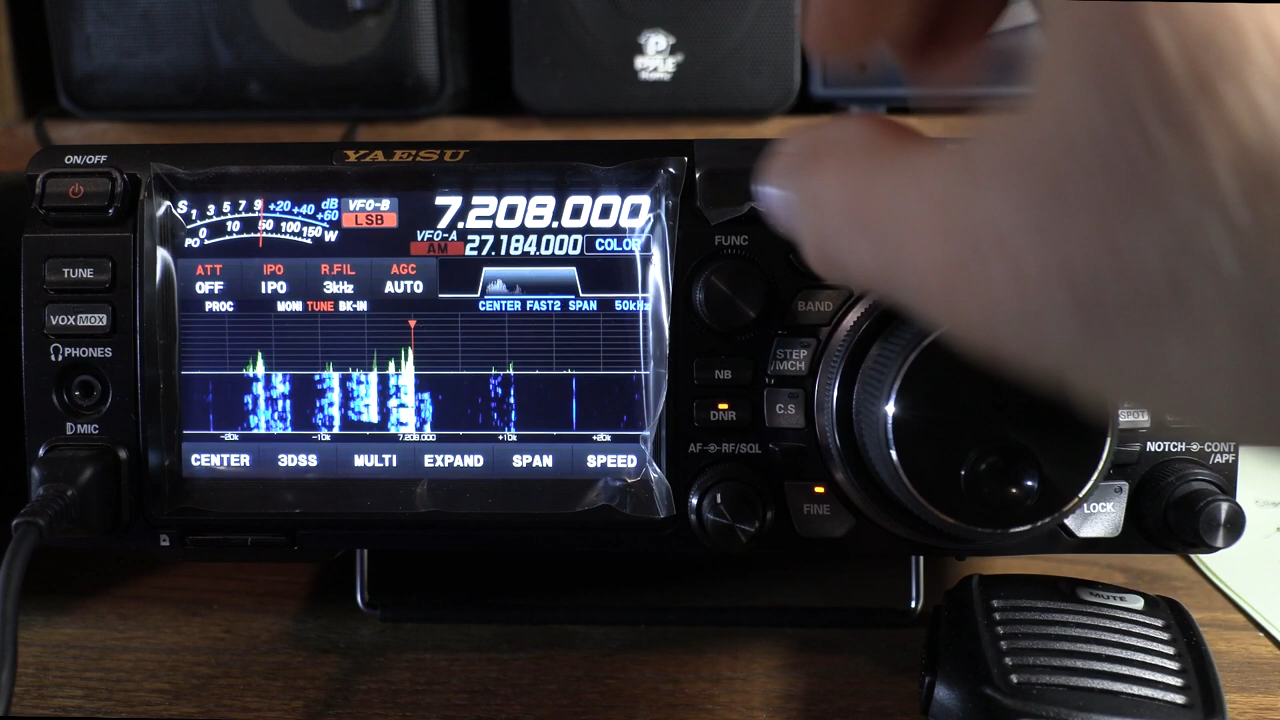 PYLE
ON/OFF
YAESU
S 1 3 5 7 9 +20 +40 +60 dB
PO 0 10 50 100 150 W
VFO-B
LSB
7.208.000
VFO-A
AM
27.184.000
COLOR
FUNC
TUNE
ATT IPO R.FIL AGC
OFF IPO 3kHz AUTO
PROC MONI TUNE BK-IN
CENTER FAST2 SPAN 50kHz
BAND
VOX MOX
PHONES
STEP
/MCH
NB
DNR
C.S
MIC
SPOT
-20k -10k 7.208.000 +10k +20k
CENTER 3DSS MULTI EXPAND SPAN SPEED
AF RF/SQL
NOTCH CONT
/APF
FINE
LOCK
MUTE